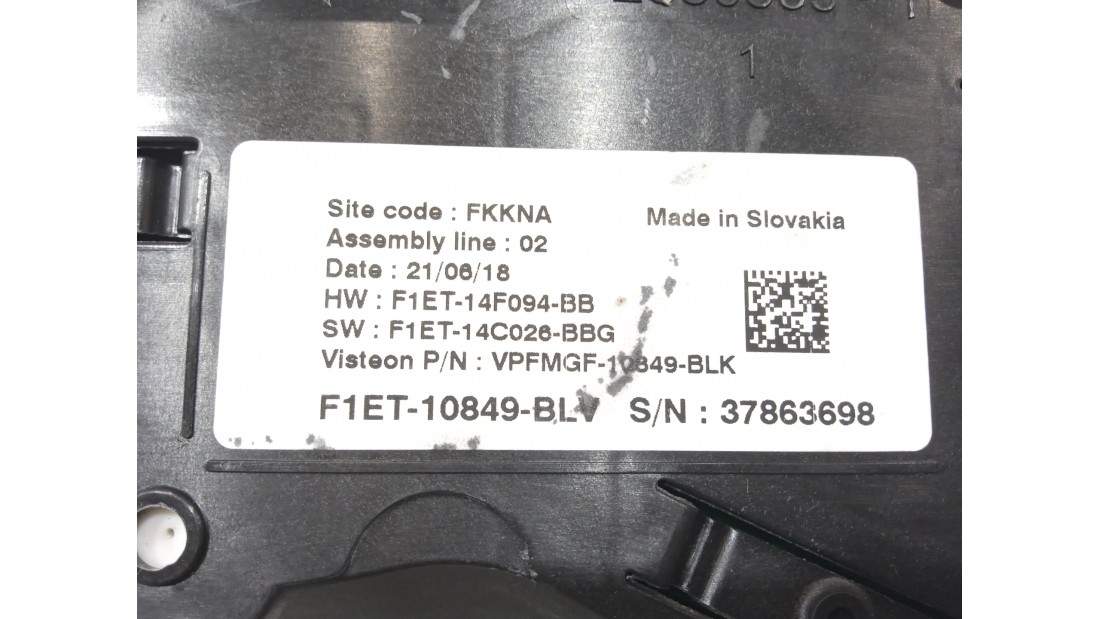 1
Site code : FKKNA
Made in Slovakia
Assembly line : 02
Date : 21/06/18
HW : F1ET-14F094-BB
SW : F1ET-14C026-BBG
Visteon P/N : VPFMGF-10849-BLK
F1ET-10849-BLV S/N : 37863698